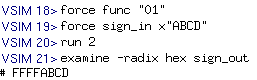 VSIM 18> force func "01"
VSIM 19> force sign_in x"ABCD"
VSIM 20> run 2
VSIM 21> examine -radix hex sign_out
# FFFFABCD